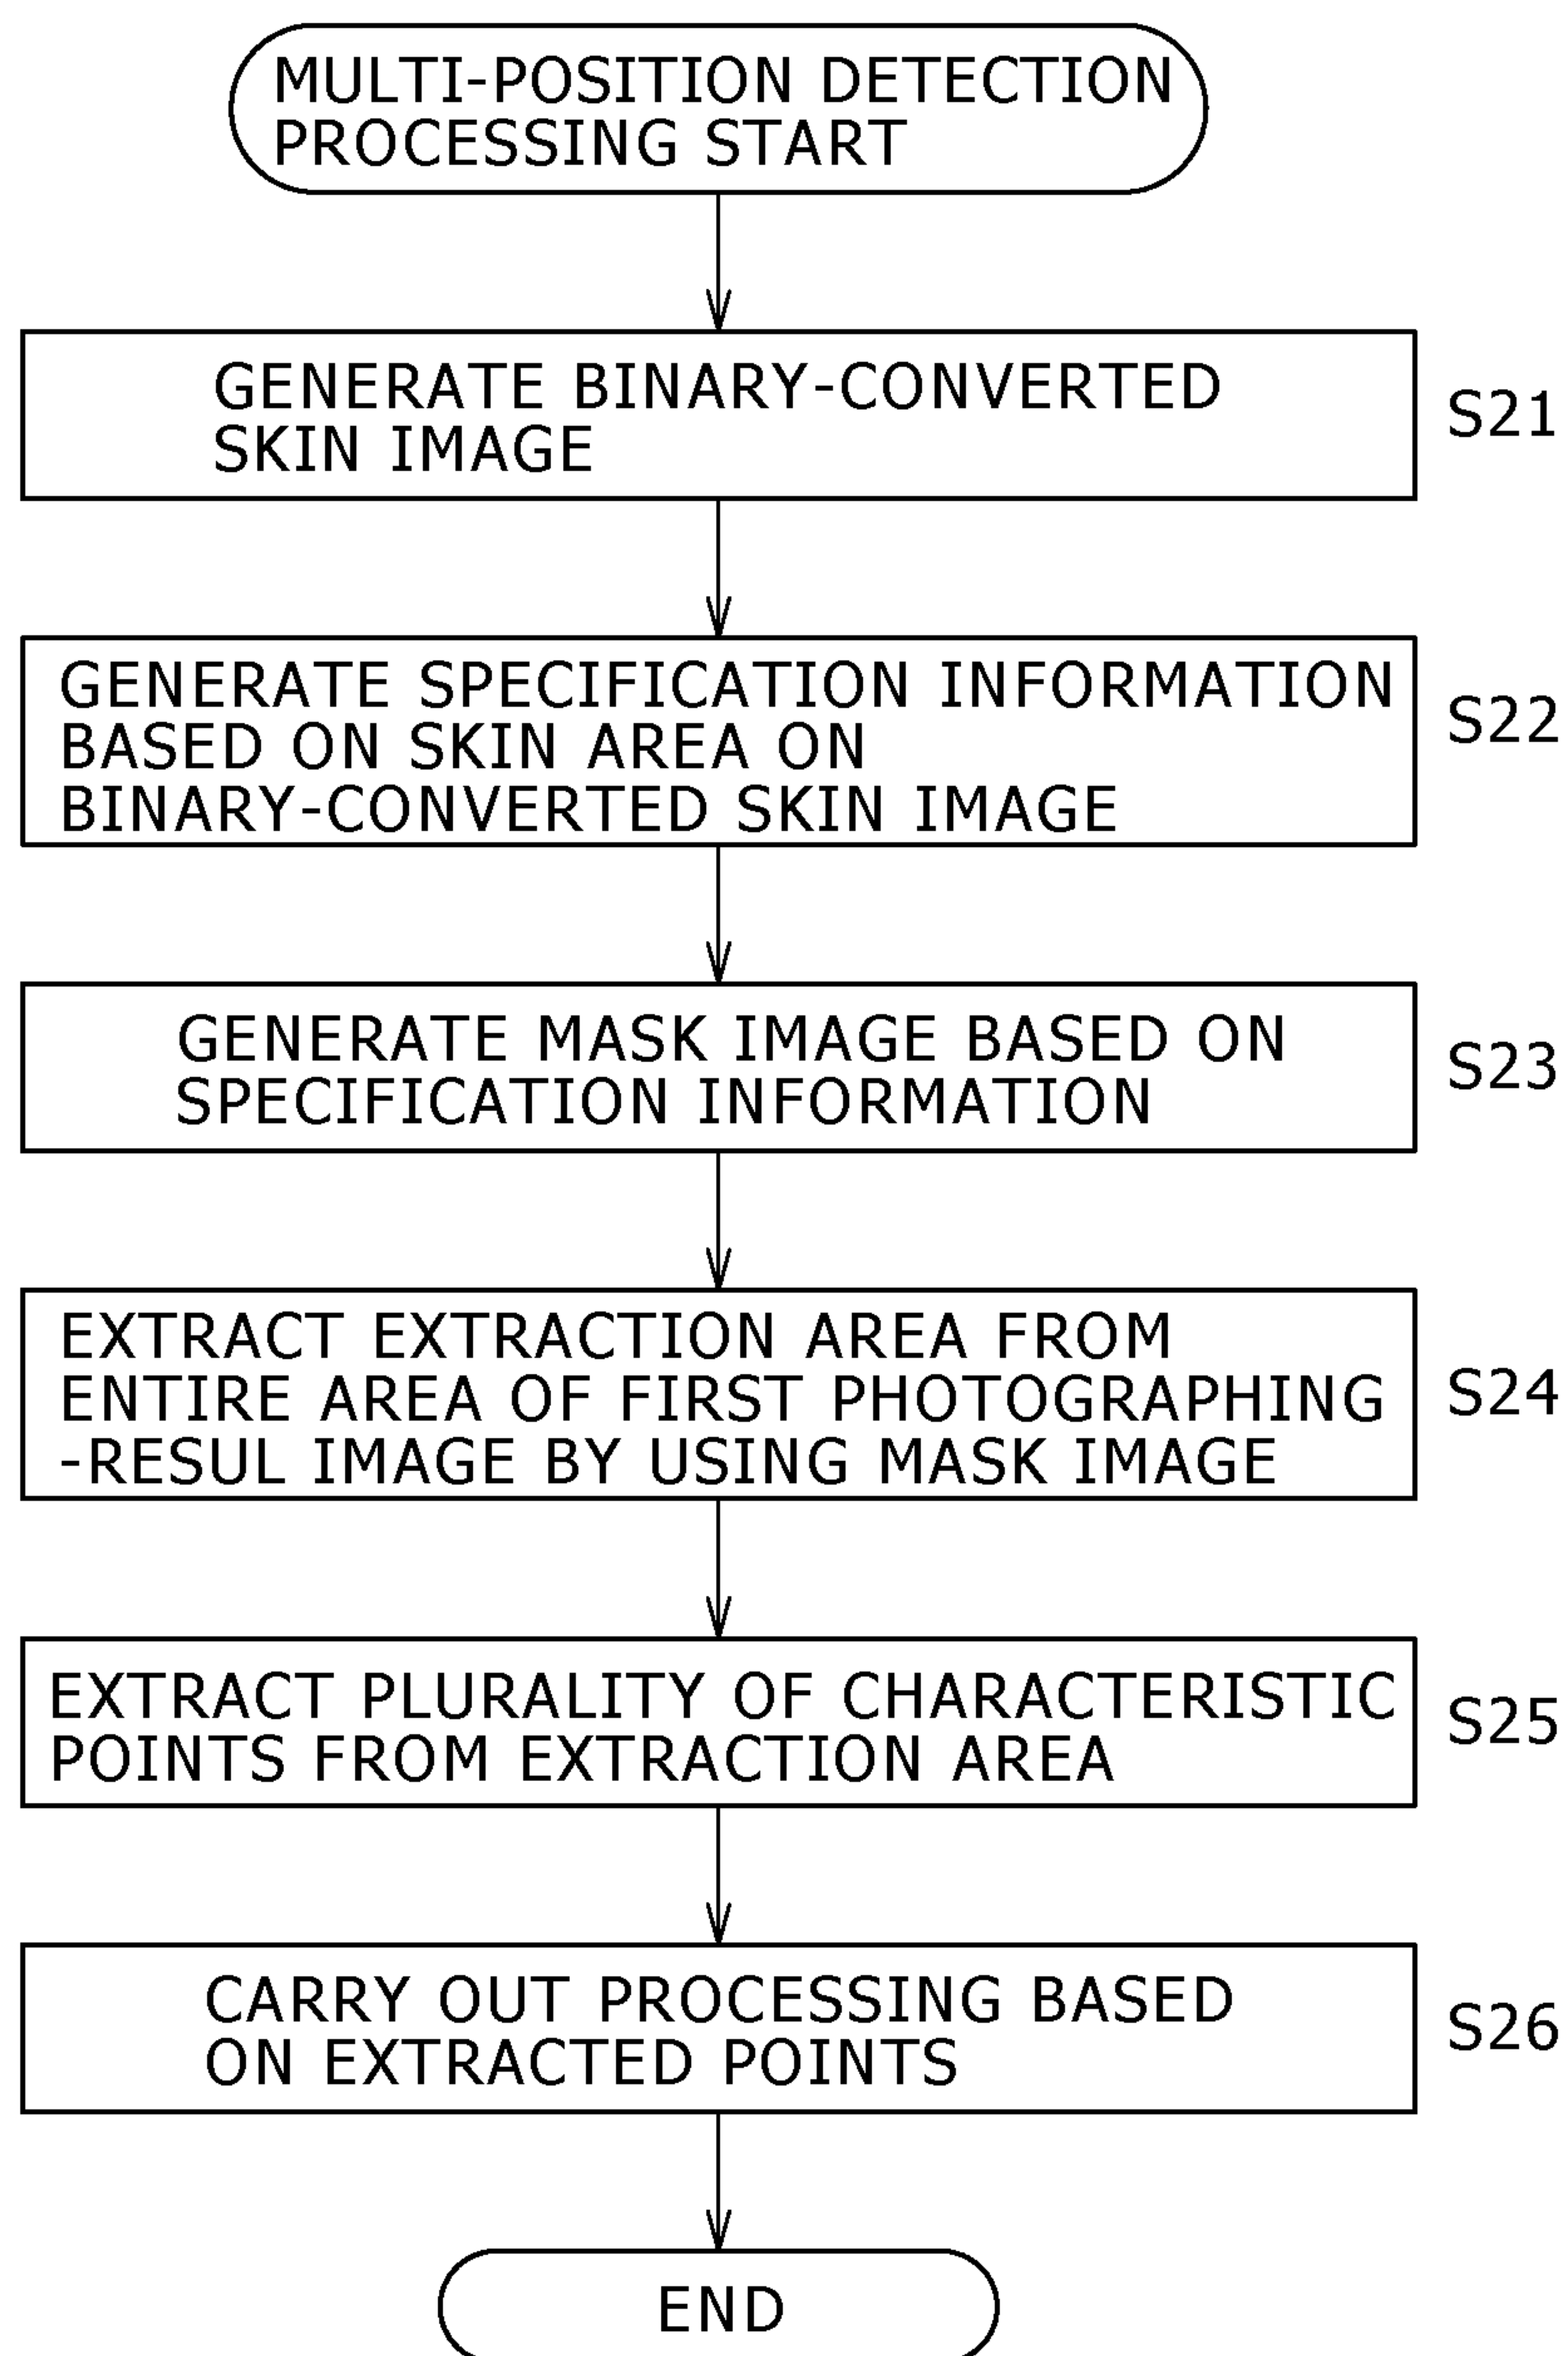 MULTI-POSITION DETECTION
PROCESSING START
GENERATE BINARY-CONVERTED
SKIN IMAGE
S21
GENERATE SPECIFICATION INFORMATION
BASED ON SKIN AREA ON
BINARY-CONVERTED SKIN IMAGE
S22
GENERATE MASK IMAGE BASED ON
SPECIFICATION INFORMATION
S23
EXTRACT EXTRACTION AREA FROM
ENTIRE AREA OF FIRST PHOTOGRAPHING
-RESUL IMAGE BY USING MASK IMAGE
S24
EXTRACT PLURALITY OF CHARACTERISTIC
POINTS FROM EXTRACTION AREA
S25
CARRY OUT PROCESSING BASED
ON EXTRACTED POINTS
S26
END